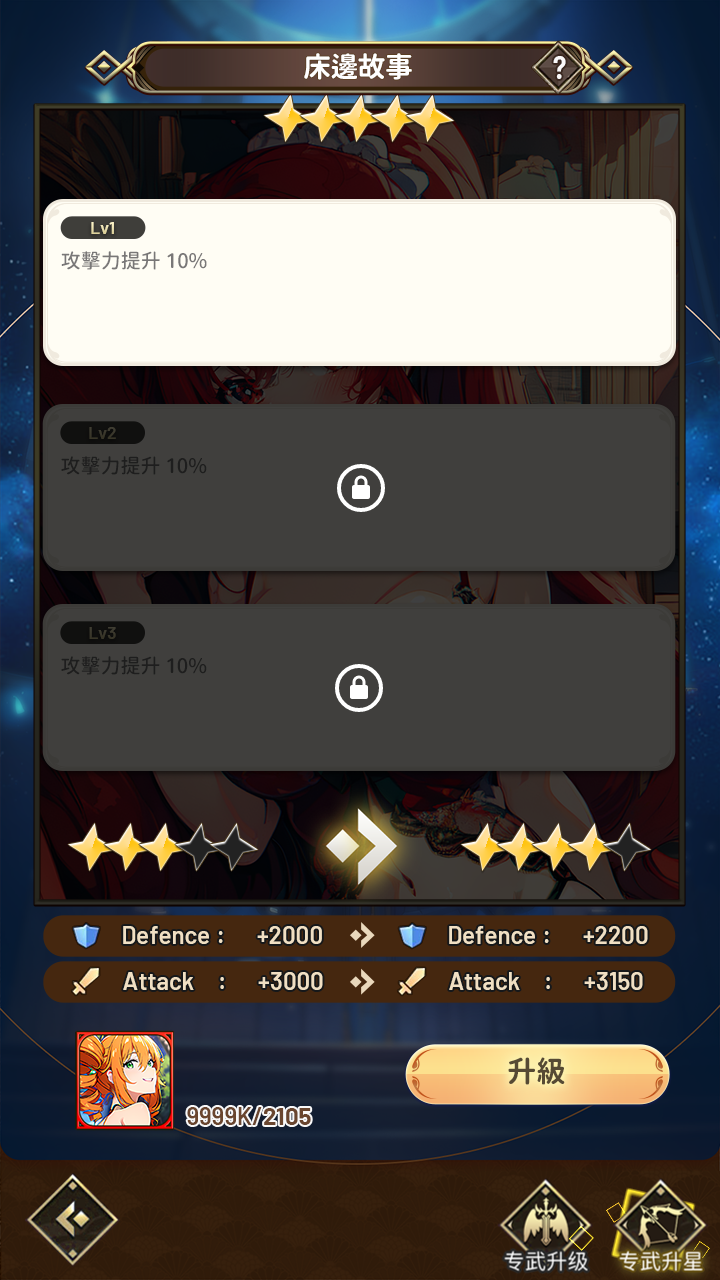 床邊故事
?
Lv1
攻擊力提升 10%
Lv2
攻擊力提升 10%
Lv3
攻擊力提升 10%
Defence : +2000 Defence : +2200
Attack : +3000 Attack : +3150
升級
9999K/2105
专武升级 专武升星